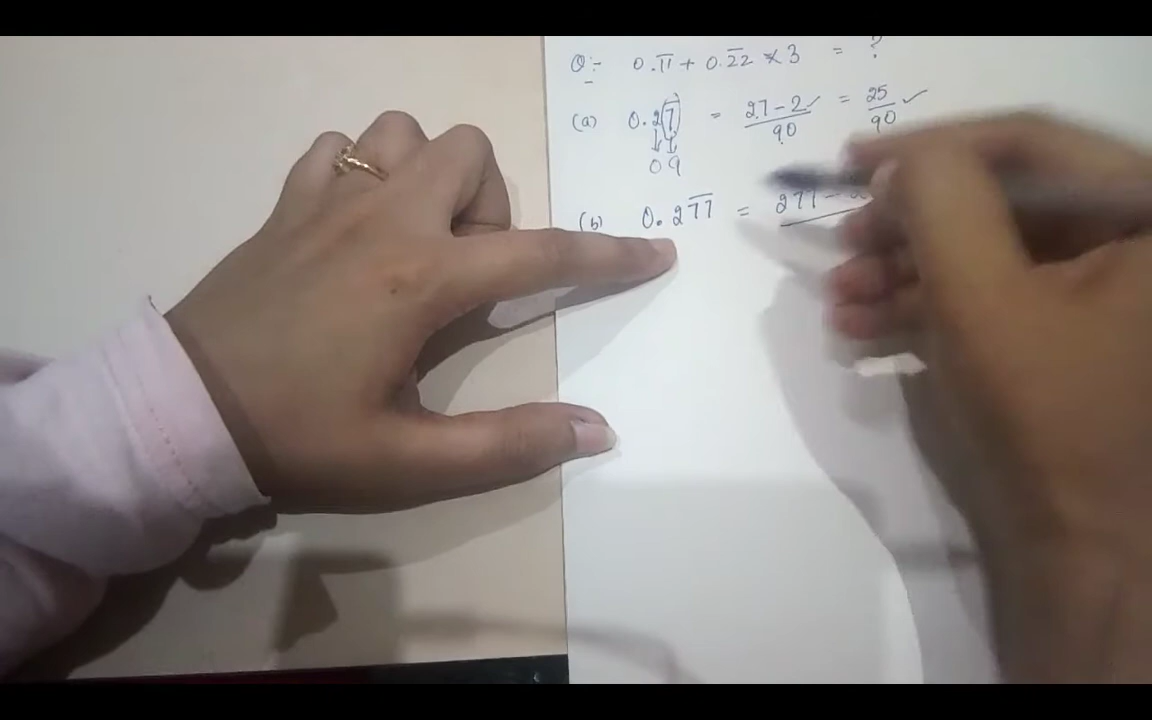 Q:- 0.1̅1̅ + 0.2̅2̅ × 3 = ?
(a) 0.27̅ = 27-2/90 = 25/90 ✓
0 9
(b) 0.27̅7̅ = 277 -